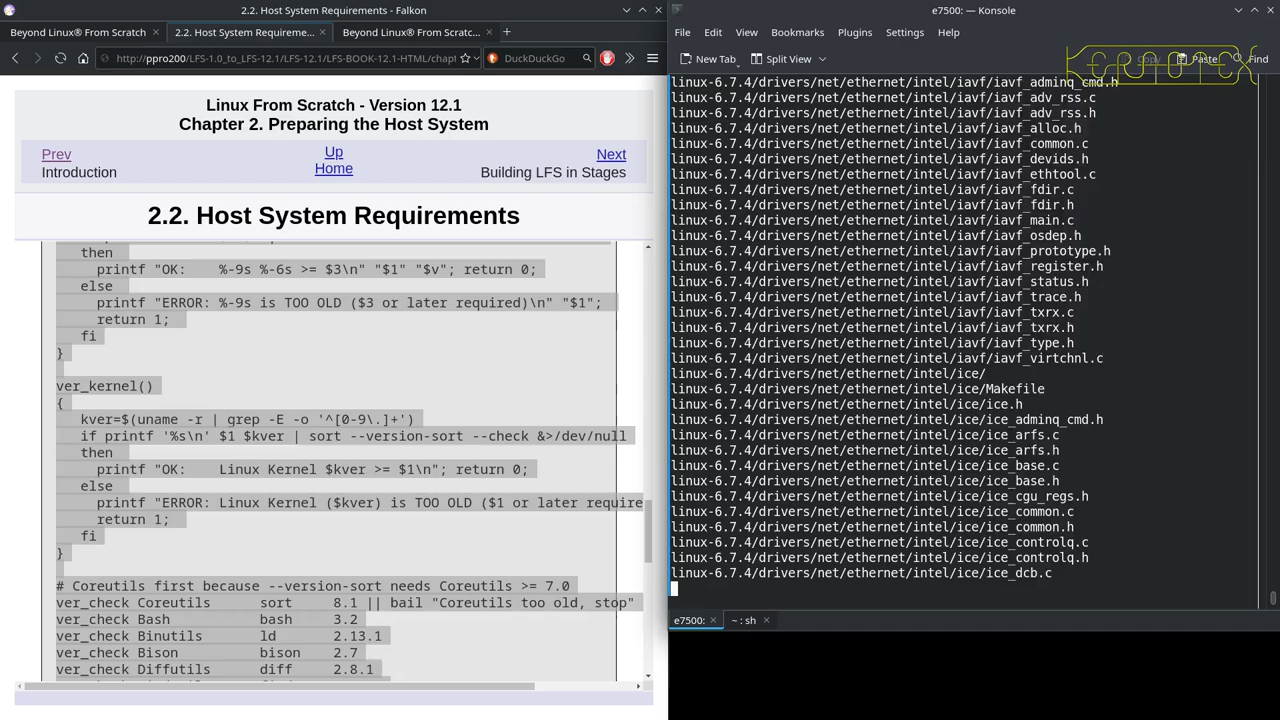 2.2. Host System Requirements - Falkon
Beyond Linux® From Scratch
2.2. Host System Requireme...
Beyond Linux® From Scratc...
http://ppro200/LFS-1.0_to_LFS-12.1/12.1/LFS-BOOK-12.1-HTML/chapt
DuckDuckGo
Linux From Scratch - Version 12.1
Chapter 2. Preparing the Host System
Prev
Up
Next
Introduction
Home
Building LFS in Stages
2.2. Host System Requirements
then
printf "OK:    %-9s %-6s >= $3\n" "$1" "$v"; return 0;
else
printf "ERROR: %-9s is TOO OLD ($3 or later required)\n" "$1";
return 1;
fi
}
ver_kernel()
{
kver=$(uname -r | grep -E -o '^[0-9\.]+')
if printf '%s\n' $1 $kver | sort --version-sort --check &>/dev/null
then
printf "OK:    Linux Kernel $kver >= $1\n"; return 0;
else
printf "ERROR: Linux Kernel ($kver) is TOO OLD ($1 or later require
return 1;
fi
}
# Coreutils first because --version-sort needs Coreutils >= 7.0
ver_check Coreutils      sort     8.1 || bail "Coreutils too old, stop"
ver_check Bash           bash     3.2
ver_check Binutils       ld       2.13.1
ver_check Bison          bison    2.7
ver_check Diffutils      diff     2.8.1
e7500: — Konsole
File Edit View Bookmarks Plugins Settings Help
New Tab
Split View
Copy
Paste
Find
linux-6.7.4/drivers/net/ethernet/intel/iavf/iavf_adminq_cmd.h
linux-6.7.4/drivers/net/ethernet/intel/iavf/iavf_adv_rss.c
linux-6.7.4/drivers/net/ethernet/intel/iavf/iavf_adv_rss.h
linux-6.7.4/drivers/net/ethernet/intel/iavf/iavf_alloc.h
linux-6.7.4/drivers/net/ethernet/intel/iavf/iavf_common.c
linux-6.7.4/drivers/net/ethernet/intel/iavf/iavf_devids.h
linux-6.7.4/drivers/net/ethernet/intel/iavf/iavf_ethtool.c
linux-6.7.4/drivers/net/ethernet/intel/iavf/iavf_fdir.c
linux-6.7.4/drivers/net/ethernet/intel/iavf/iavf_fdir.h
linux-6.7.4/drivers/net/ethernet/intel/iavf/iavf_main.c
linux-6.7.4/drivers/net/ethernet/intel/iavf/iavf_osdep.h
linux-6.7.4/drivers/net/ethernet/intel/iavf/iavf_prototype.h
linux-6.7.4/drivers/net/ethernet/intel/iavf/iavf_register.h
linux-6.7.4/drivers/net/ethernet/intel/iavf/iavf_status.h
linux-6.7.4/drivers/net/ethernet/intel/iavf/iavf_trace.h
linux-6.7.4/drivers/net/ethernet/intel/iavf/iavf_txrx.c
linux-6.7.4/drivers/net/ethernet/intel/iavf/iavf_txrx.h
linux-6.7.4/drivers/net/ethernet/intel/iavf/iavf_type.h
linux-6.7.4/drivers/net/ethernet/intel/iavf/iavf_virtchnl.c
linux-6.7.4/drivers/net/ethernet/intel/ice/
linux-6.7.4/drivers/net/ethernet/intel/ice/Makefile
linux-6.7.4/drivers/net/ethernet/intel/ice/ice.h
linux-6.7.4/drivers/net/ethernet/intel/ice/ice_adminq_cmd.h
linux-6.7.4/drivers/net/ethernet/intel/ice/ice_arfs.c
linux-6.7.4/drivers/net/ethernet/intel/ice/ice_arfs.h
linux-6.7.4/drivers/net/ethernet/intel/ice/ice_base.c
linux-6.7.4/drivers/net/ethernet/intel/ice/ice_base.h
linux-6.7.4/drivers/net/ethernet/intel/ice/ice_cgu_regs.h
linux-6.7.4/drivers/net/ethernet/intel/ice/ice_common.c
linux-6.7.4/drivers/net/ethernet/intel/ice/ice_common.h
linux-6.7.4/drivers/net/ethernet/intel/ice/ice_controlq.c
linux-6.7.4/drivers/net/ethernet/intel/ice/ice_controlq.h
linux-6.7.4/drivers/net/ethernet/intel/ice/ice_dcb.c
e7500:
~ : sh